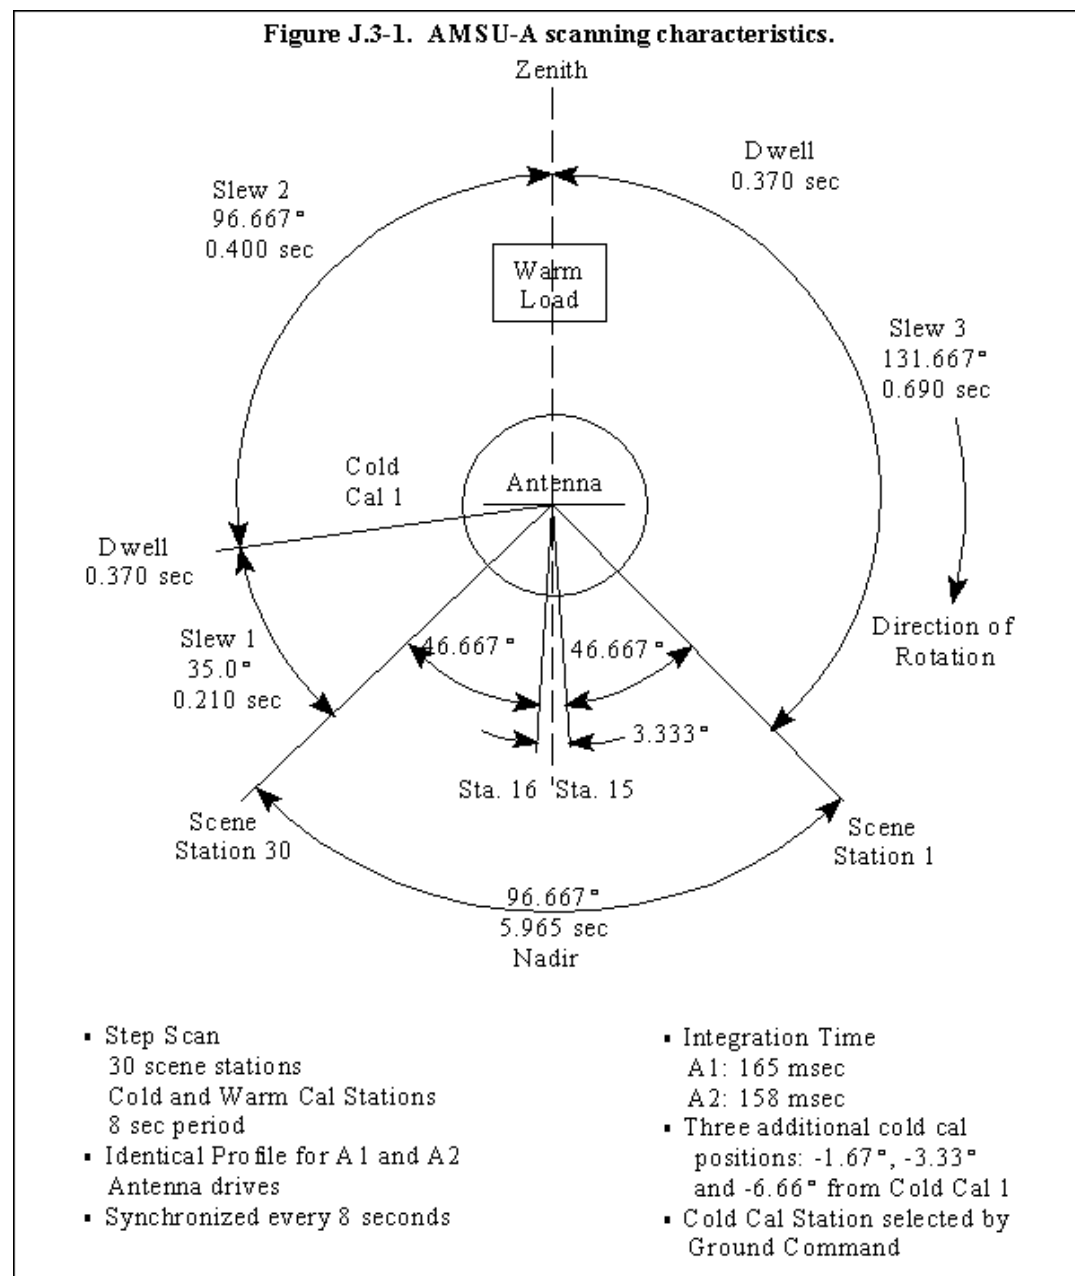 Figure J.3-1. AMSU-A scanning characteristics.
Zenith
Dwell
0.370 sec
Slew 2
96.667°
0.400 sec
Warm
Load
Slew 3
131.667°
0.690 sec
Cold
Cal 1
Antenna
Dwell
0.370 sec
Direction of
Rotation
Slew 1
35.0°
0.210 sec
46.667°
46.667°
3.333°
Sta. 16
Sta. 15
Scene
Station 30
Scene
Station 1
96.667°
5.965 sec
Nadir
▪ Step Scan
30 scene stations
Cold and Warm Cal Stations
8 sec period
▪ Identical Profile for A1 and A2
Antenna drives
▪ Synchronized every 8 seconds
▪ Integration Time
A1: 165 msec
A2: 158 msec
▪ Three additional cold cal
positions: -1.67°, -3.33°
and -6.66° from Cold Cal 1
▪ Cold Cal Station selected by
Ground Command